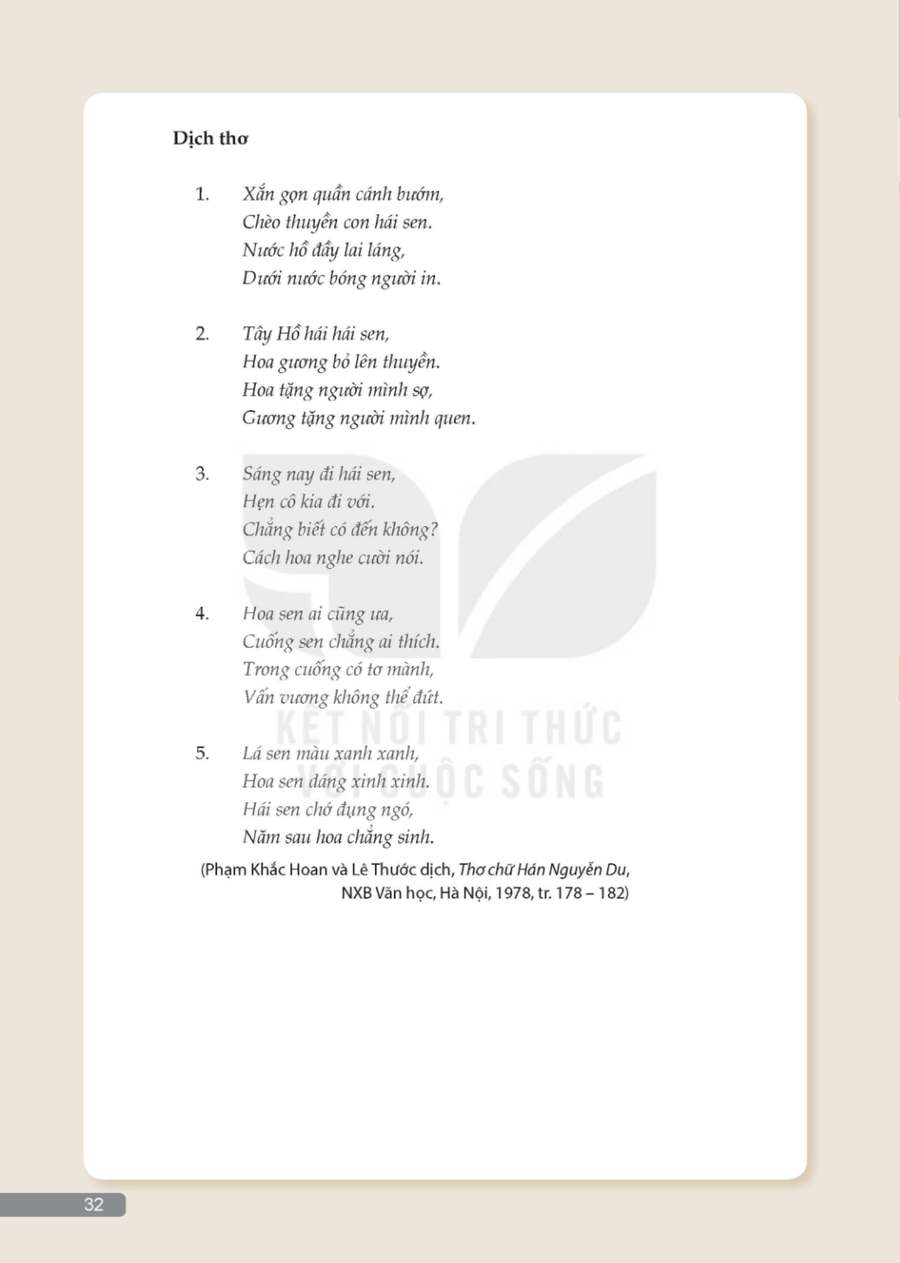 Dịch thơ
1. Xắn gọn quần cánh bướm,
Chèo thuyền con hái sen.
Nước hồ đầy lai láng,
Dưới nước bóng người in.
2. Tây Hồ hái hái sen,
Hoa gương bỏ lên thuyền.
Hoa tặng người mình sợ,
Gương tặng người mình quen.
3. Sáng nay đi hái sen,
Hẹn cô kia đi với.
Chẳng biết có đến không?
Cách hoa nghe cười nói.
4. Hoa sen ai cũng ưa,
Cuống sen chẳng ai thích.
Trong cuống có tơ mành,
Vấn vương không thể đứt.
KẾT NỐI TRI THỨC
5. Lá sen màu xanh xanh,
VỚI CUỘC SỐNG
Hoa sen dáng xinh xinh.
Hái sen chớ đụng ngó,
Năm sau hoa chẳng sinh.
(Phạm Khắc Hoan và Lê Thước dịch, Thơ chữ Hán Nguyễn Du,
NXB Văn học, Hà Nội, 1978, tr. 178 – 182)
32